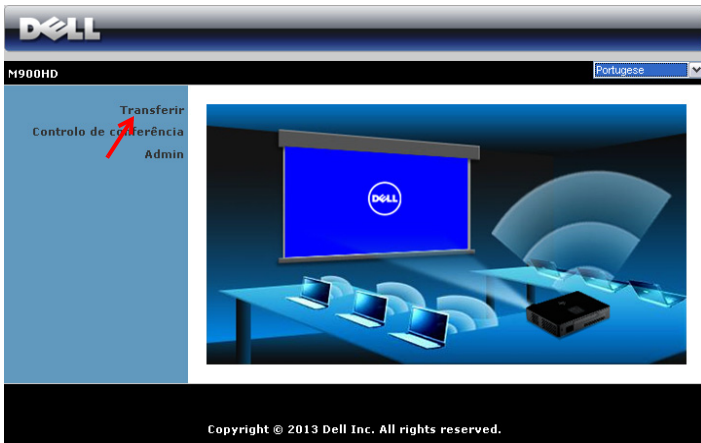 DELL
M900HD
Portugese
Transferir
Controlo de conferência
Admin
DELL
Copyright © 2013 Dell Inc. All rights reserved.